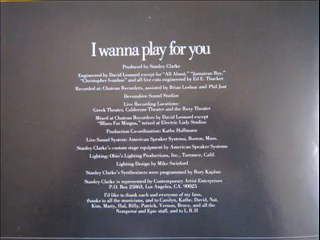 I wanna play for you
Produced by Stanley Clarke
Engineered by David Leonard except for "All About," "Jamaican Boy,"
"Christopher Ivanhoe" and all live cuts engineered by Ed E. Thacker
Recorded at: Chateau Recorders, assisted by Brian Leshon and Phil Jost
Devonshire Sound Studios
Live Recording Locations:
Greek Theater, Calderone Theater and the Roxy Theater
Mixed at Chateau Recorders by David Leonard except
"Blues For Mingus," mixed at Electric Lady Studios
Production Co-ordination: Kathe Hoffmann
Live Sound System: American Speaker Systems, Boston, Mass.
Stanley Clarke's custom stage equipment by American Speaker Systems
Lighting: Obie's Lighting Productions, Inc., Torrance, Calif.
Lighting Design by Mike Swinford
Stanley Clarke's Synthesizers were programmed by Rory Kaplan
Stanley Clarke is represented by Contemporary Artist Enterprises
P.O. Box 25063, Los Angeles, CA. 90025
I'd like to thank each and everyone of my fans,
thanks to all the musicians, and to Carolyn, Kathe, David, Nat,
Kiss, Marty, Hal, Billy, Patrick, Vernon, Bruce, and all the
Nemperor and Epic staff, and to L.R.H.